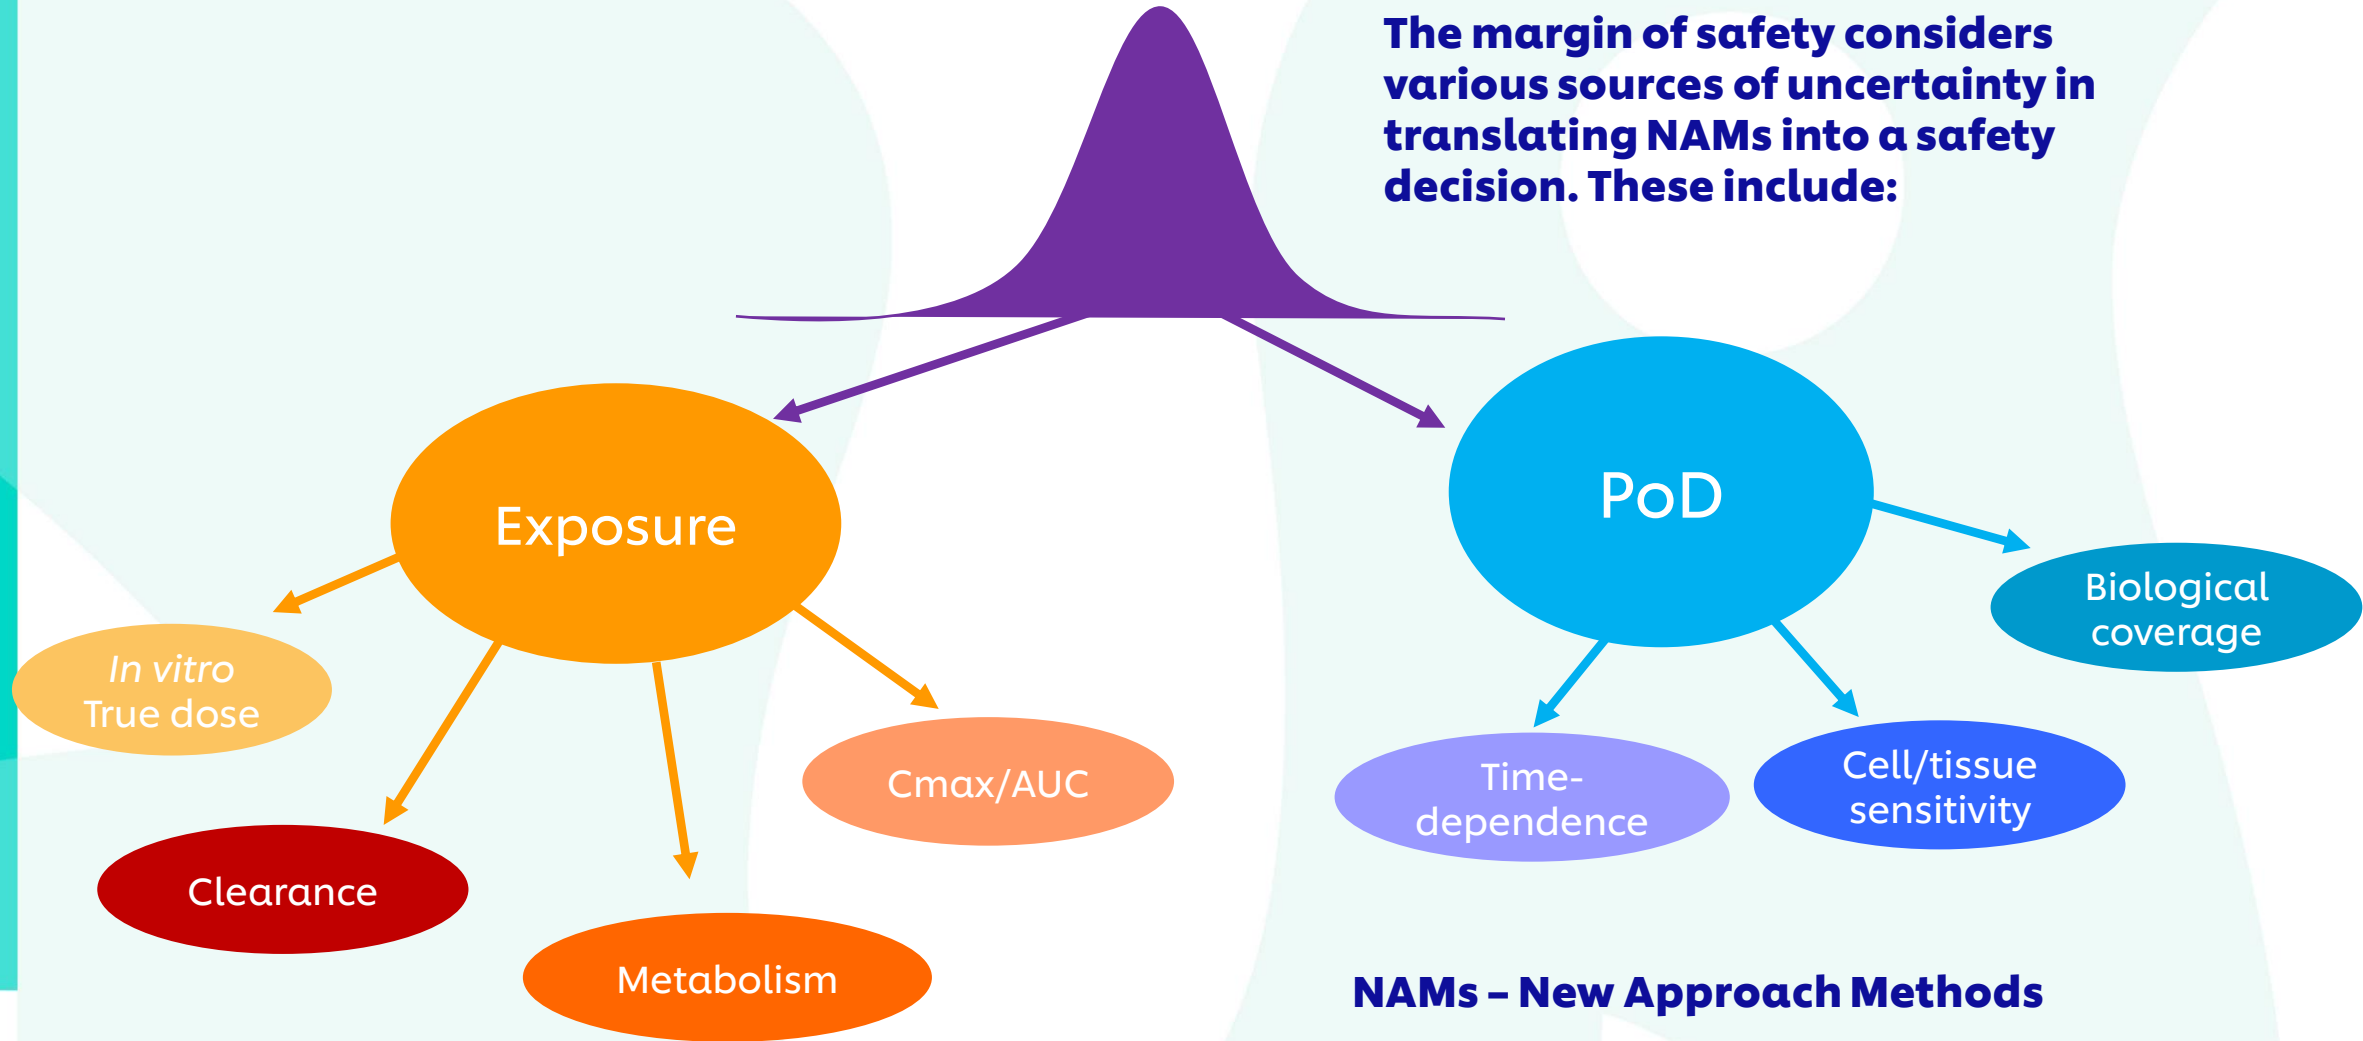 The margin of safety considers
various sources of uncertainty in
translating NAMs into a safety
decision. These include:
Exposure
PoD
In vitro
True dose
Clearance
Metabolism
Cmax/AUC
Time-
dependence
Cell/tissue
sensitivity
Biological
coverage
NAMs – New Approach Methods